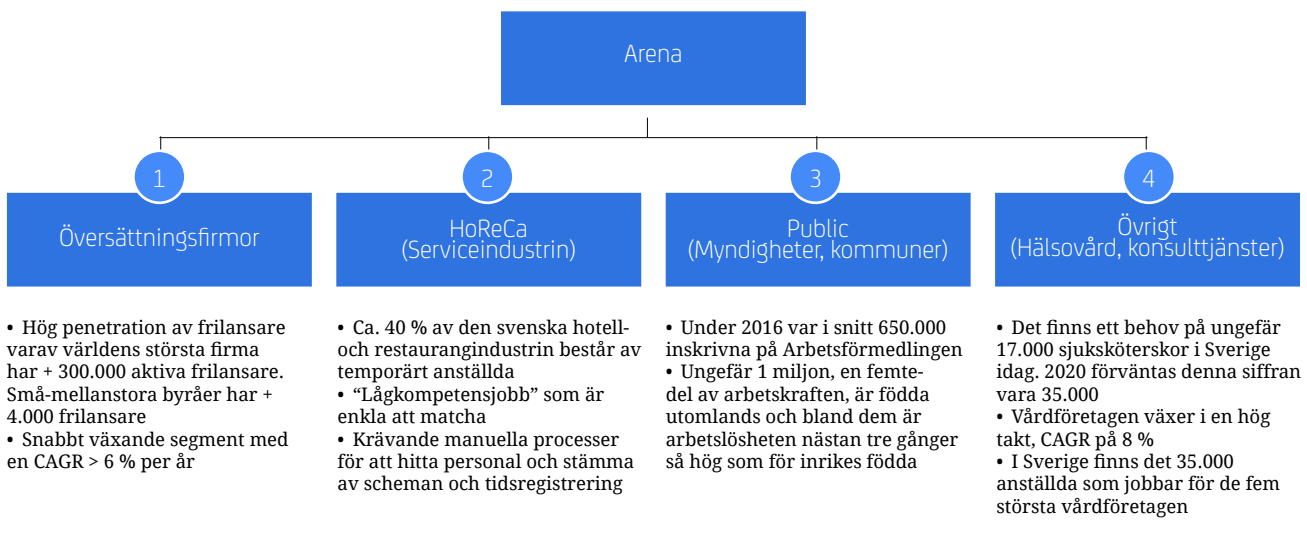 Arena
1
Översättningsfirmor
• Hög penetration av frilansare
varav världens största firma
har + 300.000 aktiva frilansare.
Små-mellanstora byråer har +
4.000 frilansare
• Snabbt växande segment med
en CAGR > 6 % per år
2
HoReCa
(Serviceindustrin)
• Ca. 40 % av den svenska hotell-
och restaurangindustrin består av
temporärt anställda
• “Lågkompetensjobb” som är
enkla att matcha
• Krävande manuella processer
för att hitta personal och stämma
av scheman och tidsregistrering
3
Public
(Myndigheter, kommuner)
• Under 2016 var i snitt 650.000
inskrivna på Arbetsförmedlingen
• Ungefär 1 miljon, en femte-
del av arbetskraften, är födda
utomlands och bland dem är
arbetslösheten nästan tre gånger
så hög som för inrikes födda
4
Övrigt
(Hälsovård, konsulttjänster)
• Det finns ett behov på ungefär
17.000 sjuksköterskor i Sverige
idag. 2020 förväntas denna siffran
vara 35.000
• Vårdföretagen växer i en hög
takt, CAGR på 8 %
• I Sverige finns det 35.000
anställda som jobbar för de fem
största vårdföretagen